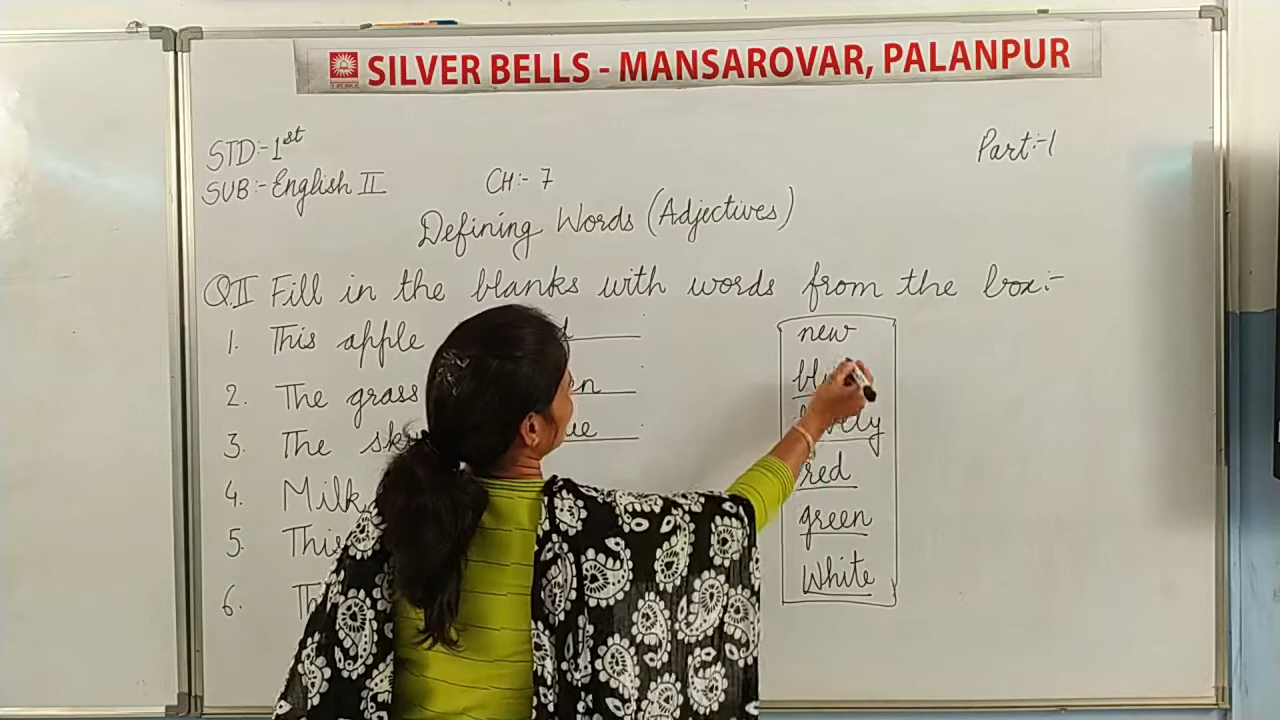 SILVER BELLS - MANSAROVAR, PALANPUR
STD:- 1st
Part:-1
SUB:- English II
CH:- 7
Defining Words (Adjectives)
Q.II Fill in the blanks with words from the box:-
1. This apple
2. The grass
3. The
4. Milk
5. This
6.
new
red
green
White